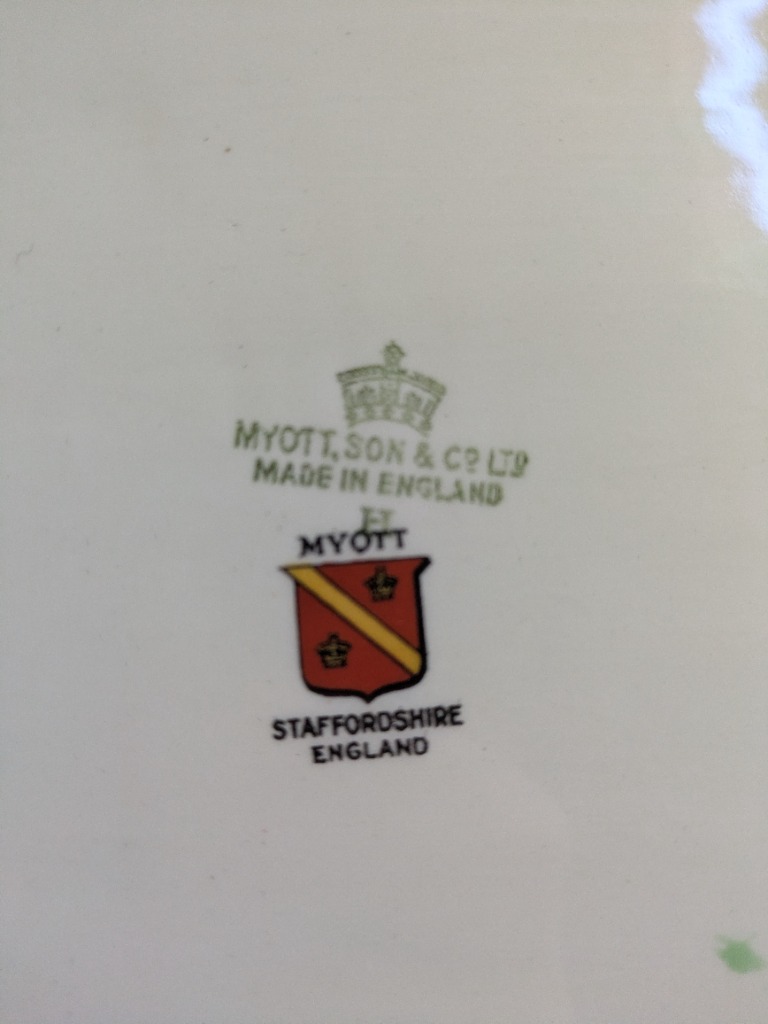 MYOTT, SON & Cº LTD
MADE IN ENGLAND
H
MYOTT
STAFFORDSHIRE
ENGLAND